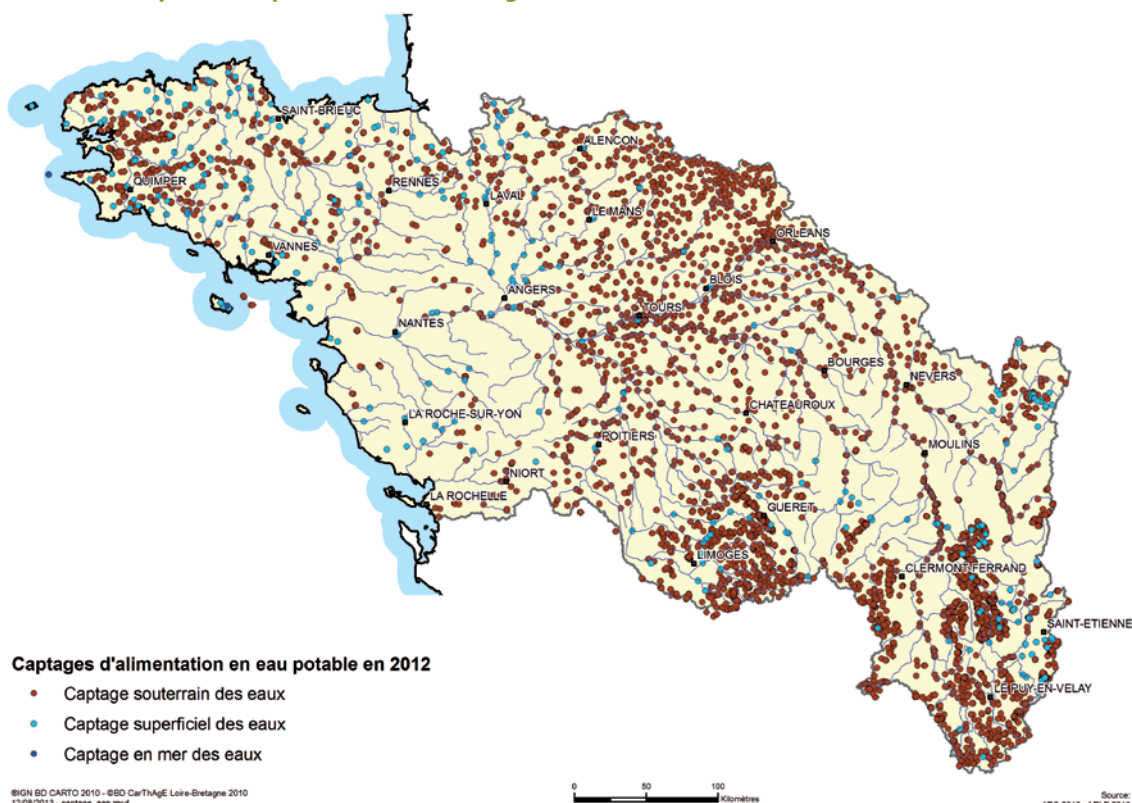 SAINT-BRIEUC
ALENCON
QUIMPER
RENNES
LAVAL
LE MANS
ORLEANS
VANNES
BLOIS
ANGERS
TOURS
NANTES
BOURGES
NEVERS
CHATEAUROUX
LA ROCHE-SUR-YON
POITIERS
MOULINS
NIORT
LA ROCHELLE
GUERET
LIMOGES
CLERMONT-FERRAND
SAINT-ETIENNE
LE PUY-EN-VELAY
Captages d'alimentation en eau potable en 2012
Captage souterrain des eaux
Captage superficiel des eaux
Captage en mer des eaux
0 50 100
Kilomètres
©IGN BD CARTO 2010 - ©BD CarThAgE Loire-Bretagne 2010
Source: